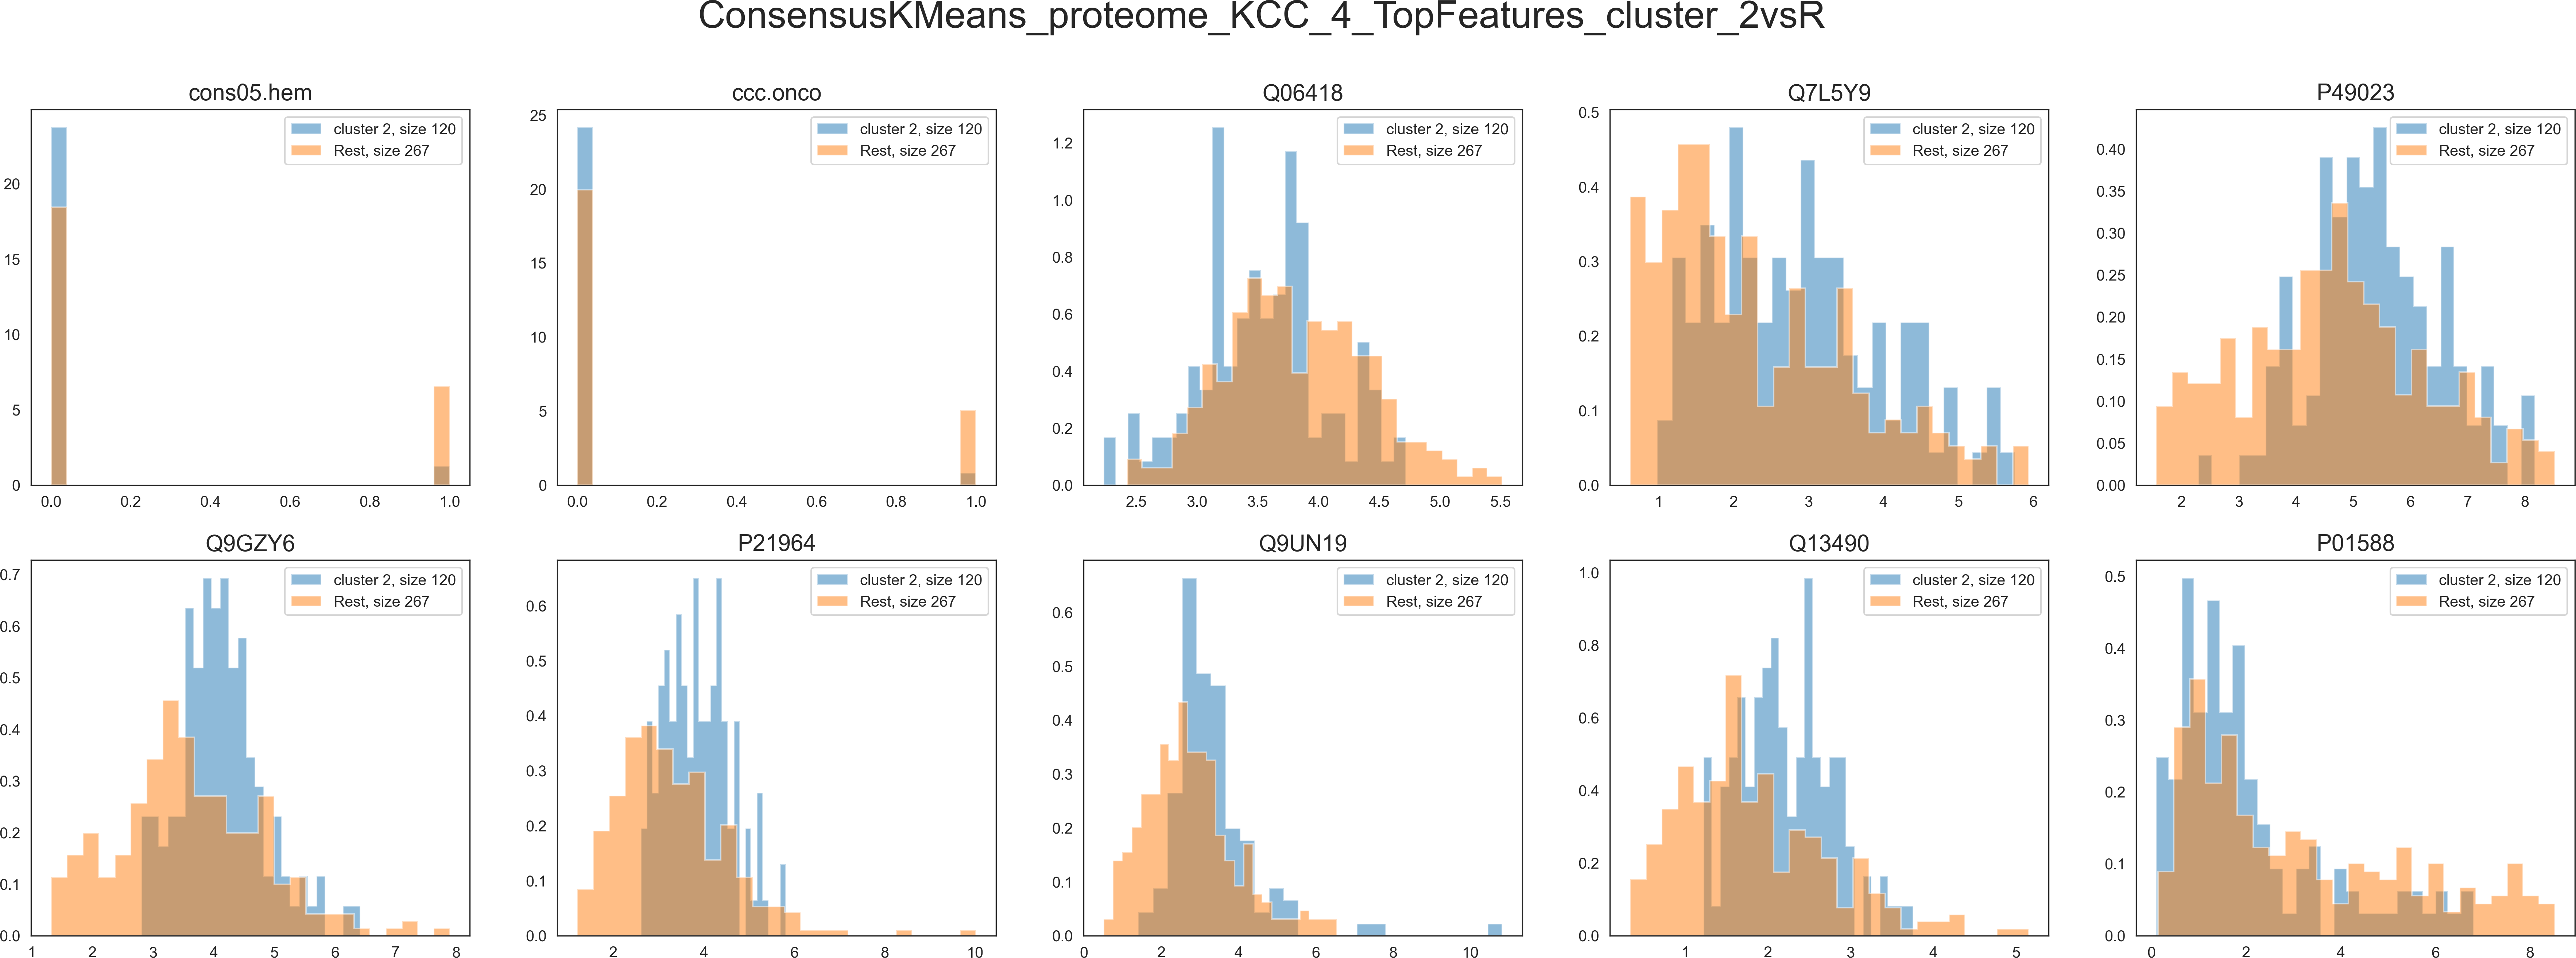 ConsensusKMeans_proteome_KCC_4_TopFeatures_cluster_2vsR
cons05.hem
cluster 2, size 120
Rest, size 267
20
15
10
5
0
0.0 0.2 0.4 0.6 0.8 1.0
ccc.onco
cluster 2, size 120
Rest, size 267
25
20
15
10
5
0
0.0 0.2 0.4 0.6 0.8 1.0
Q06418
cluster 2, size 120
Rest, size 267
1.2
1.0
0.8
0.6
0.4
0.2
0.0
2.5 3.0 3.5 4.0 4.5 5.0 5.5
Q7L5Y9
cluster 2, size 120
Rest, size 267
0.5
0.4
0.3
0.2
0.1
0.0
1 2 3 4 5 6
P49023
cluster 2, size 120
Rest, size 267
0.40
0.35
0.30
0.25
0.20
0.15
0.10
0.05
0.00
2 3 4 5 6 7 8
Q9GZY6
cluster 2, size 120
Rest, size 267
0.7
0.6
0.5
0.4
0.3
0.2
0.1
0.0
1 2 3 4 5 6 7 8
P21964
cluster 2, size 120
Rest, size 267
0.6
0.5
0.4
0.3
0.2
0.1
0.0
2 4 6 8 10
Q9UN19
cluster 2, size 120
Rest, size 267
0.6
0.5
0.4
0.3
0.2
0.1
0.0
0 2 4 6 8 10
Q13490
cluster 2, size 120
Rest, size 267
1.0
0.8
0.6
0.4
0.2
0.0
1 2 3 4 5
P01588
cluster 2, size 120
Rest, size 267
0.5
0.4
0.3
0.2
0.1
0.0
0 2 4 6 8